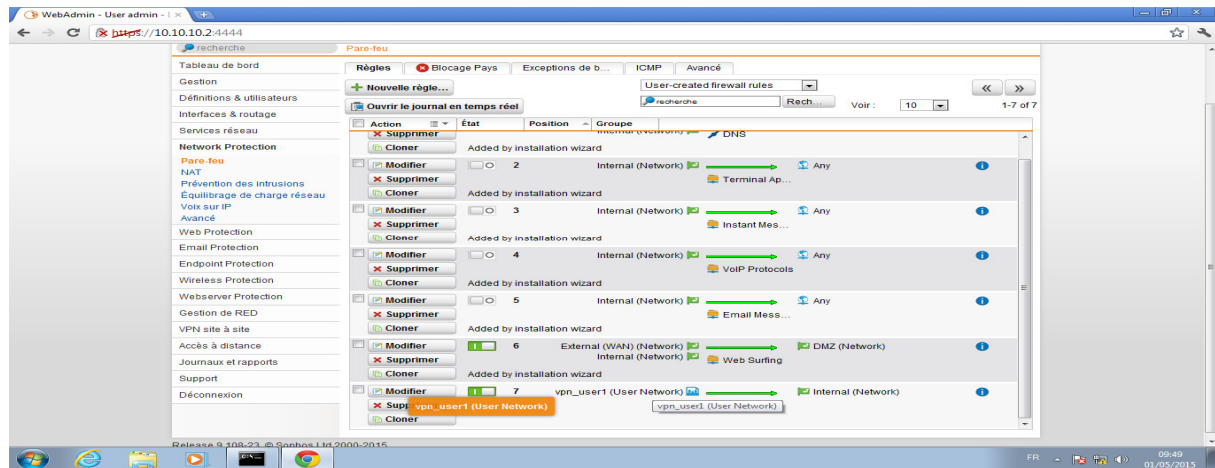 WebAdmin - User admin -
https://10.10.10.2:4444
recherche
Pare-feu
Tableau de bord
Gestion
Définitions & utilisateurs
Interfaces & routage
Services réseau
Network Protection
Pare-feu
NAT
Prévention des intrusions
Équilibrage de charge réseau
Voix sur IP
Avancé
Web Protection
Email Protection
Endpoint Protection
Wireless Protection
Webserver Protection
Gestion de RED
VPN site à site
Accès à distance
Journaux et rapports
Support
Déconnexion
Règles Blocage Pays Exceptions de b... ICMP Avancé
Nouvelle règle... User-created firewall rules
Ouvrir le journal en temps réel recherche Rech... Voir : 10 1-7 of 7
Action État Position Groupe
Supprimer Internal (Network) DNS
Cloner Added by installation wizard
Modifier 2 Internal (Network) Any
Supprimer Terminal Ap...
Cloner Added by installation wizard
Modifier 3 Internal (Network) Any
Supprimer Instant Mes...
Cloner Added by installation wizard
Modifier 4 Internal (Network) Any
Supprimer VoIP Protocols
Cloner Added by installation wizard
Modifier 5 Internal (Network) Any
Supprimer Email Mess...
Cloner Added by installation wizard
Modifier 6 External (WAN) (Network) DMZ (Network)
Supprimer Internal (Network) Web Surfing
Cloner Added by installation wizard
Modifier 7 vpn_user1 (User Network) Internal (Network)
Supp vpn_user1 (User Network) vpn_user1 (User Network)
Cloner
Release 9.108-23 © Sophos Ltd 2000-2015
FR 09:49
01/05/2015